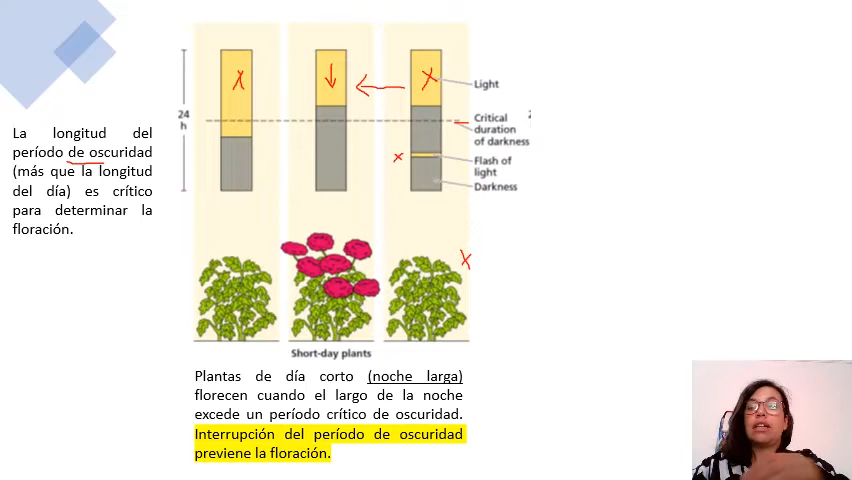 Light
24
h
Critical
duration
of darkness
Flash of
light
Darkness
2
La longitud del
período de oscuridad
(más que la longitud
del día) es crítico
para determinar la
floración.
Short-day plants
Plantas de día corto (noche larga)
florecen cuando el largo de la noche
excede un período crítico de oscuridad.
Interrupción del período de oscuridad
previene la floración.